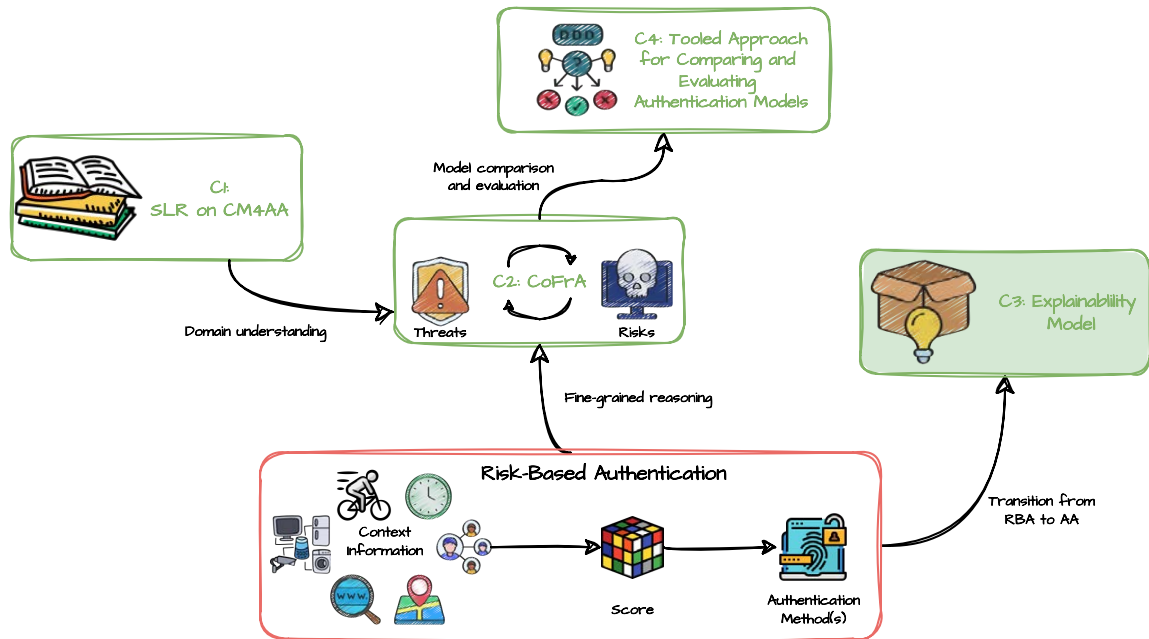 C4: Tooled Approach
for Comparing and
Evaluating
Authentication Models
Model comparison
and evaluation
C1:
SLR on CM4AA
C2: CoFrA
Threats
Risks
Domain understanding
C3: Explainablility
Model
Fine-grained reasoning
Risk-Based Authentication
Context
Information
WWW.
Score
Authentication
Method(s)
Transition from
RBA to AA